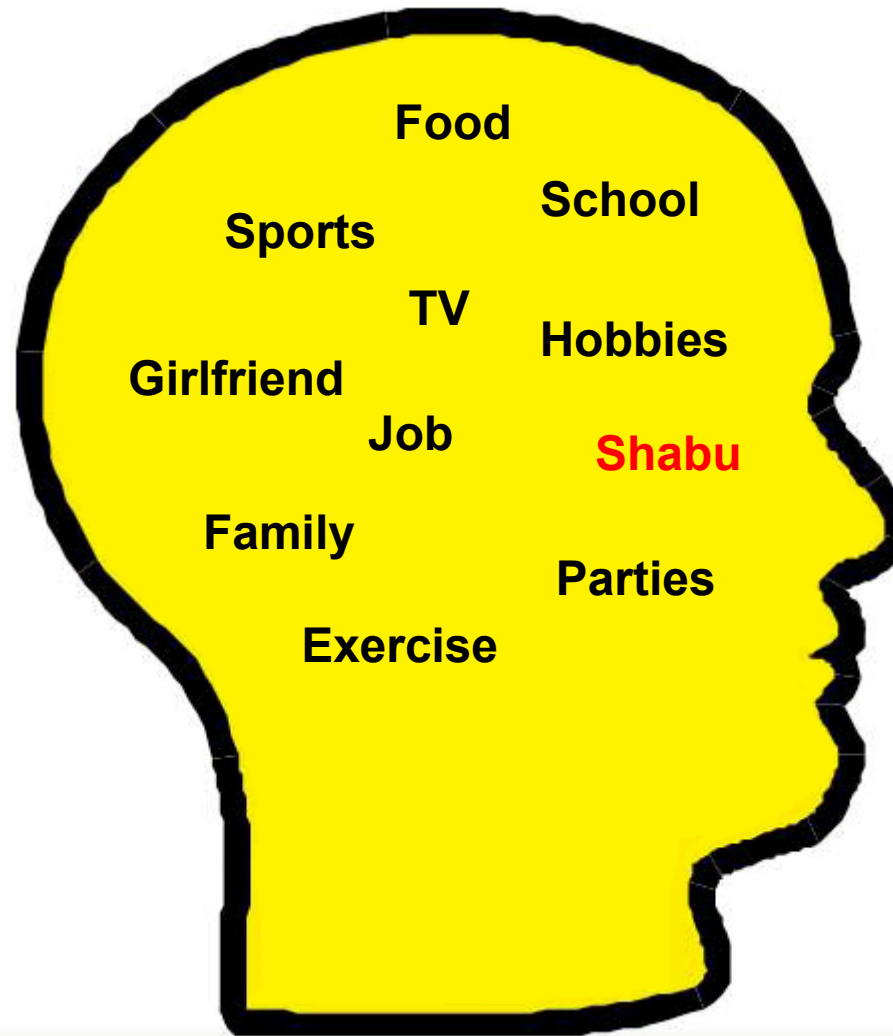 Food
School
Sports
TV
Hobbies
Girlfriend
Job
Shabu
Family
Parties
Exercise